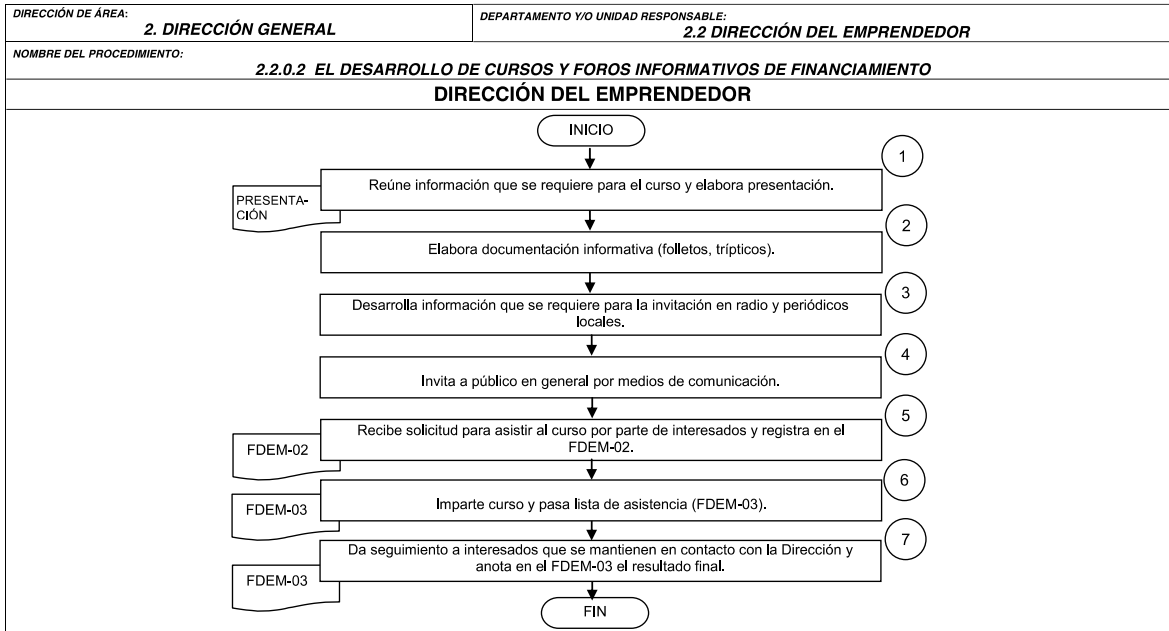 DIRECCIÓN DE ÁREA:
2. DIRECCIÓN GENERAL
DEPARTAMENTO Y/O UNIDAD RESPONSABLE:
2.2 DIRECCIÓN DEL EMPRENDEDOR
NOMBRE DEL PROCEDIMIENTO:
2.2.0.2 EL DESARROLLO DE CURSOS Y FOROS INFORMATIVOS DE FINANCIAMIENTO
DIRECCIÓN DEL EMPRENDEDOR
INICIO
1
Reúne información que se requiere para el curso y elabora presentación.
PRESENTA-
CIÓN
2
Elabora documentación informativa (folletos, trípticos).
3
Desarrolla información que se requiere para la invitación en radio y periódicos
locales.
4
Invita a público en general por medios de comunicación.
5
Recibe solicitud para asistir al curso por parte de interesados y registra en el
FDEM-02.
FDEM-02
6
Imparte curso y pasa lista de asistencia (FDEM-03).
FDEM-03
7
Da seguimiento a interesados que se mantienen en contacto con la Dirección y
anota en el FDEM-03 el resultado final.
FDEM-03
FIN